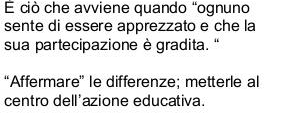 È ciò che avviene quando “ognuno
sente di essere apprezzato e che la
sua partecipazione è gradita. “
“Affermare” le differenze; metterle al
centro dell’azione educativa.